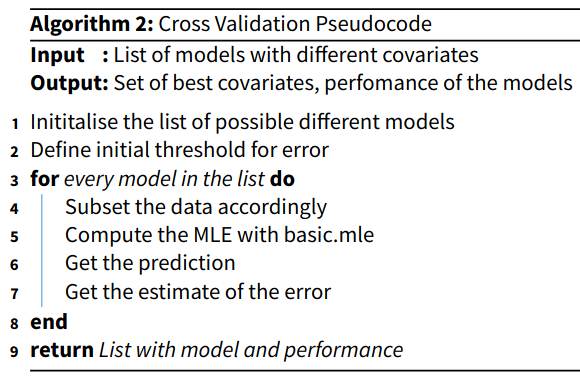 Algorithm 2: Cross Validation Pseudocode
Input : List of models with different covariates
Output: Set of best covariates, perfomance of the models
1 Inititalise the list of possible different models
2 Define initial threshold for error
3 for every model in the list do
4 Subset the data accordingly
5 Compute the MLE with basic.mle
6 Get the prediction
7 Get the estimate of the error
8 end
9 return List with model and performance